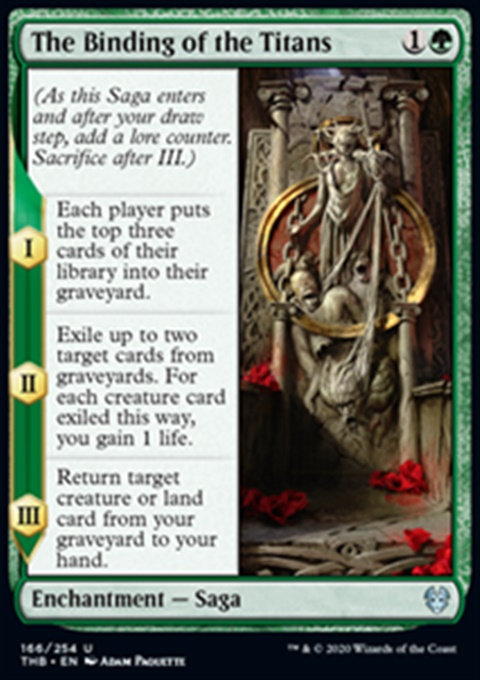 The Binding of the Titans 1
(As this Saga enters
and after your draw
step, add a lore counter.
Sacrifice after III.)
I
Each player puts
the top three
cards of their
library into their
graveyard.
II
Exile up to two
target cards from
graveyards. For
each creature card
exiled this way,
you gain 1 life.
III
Return target
creature or land
card from your
graveyard to your
hand.
Enchantment — Saga
166/254 U
THB • EN Adam Paquette
™ & © 2020 Wizards of the Coast